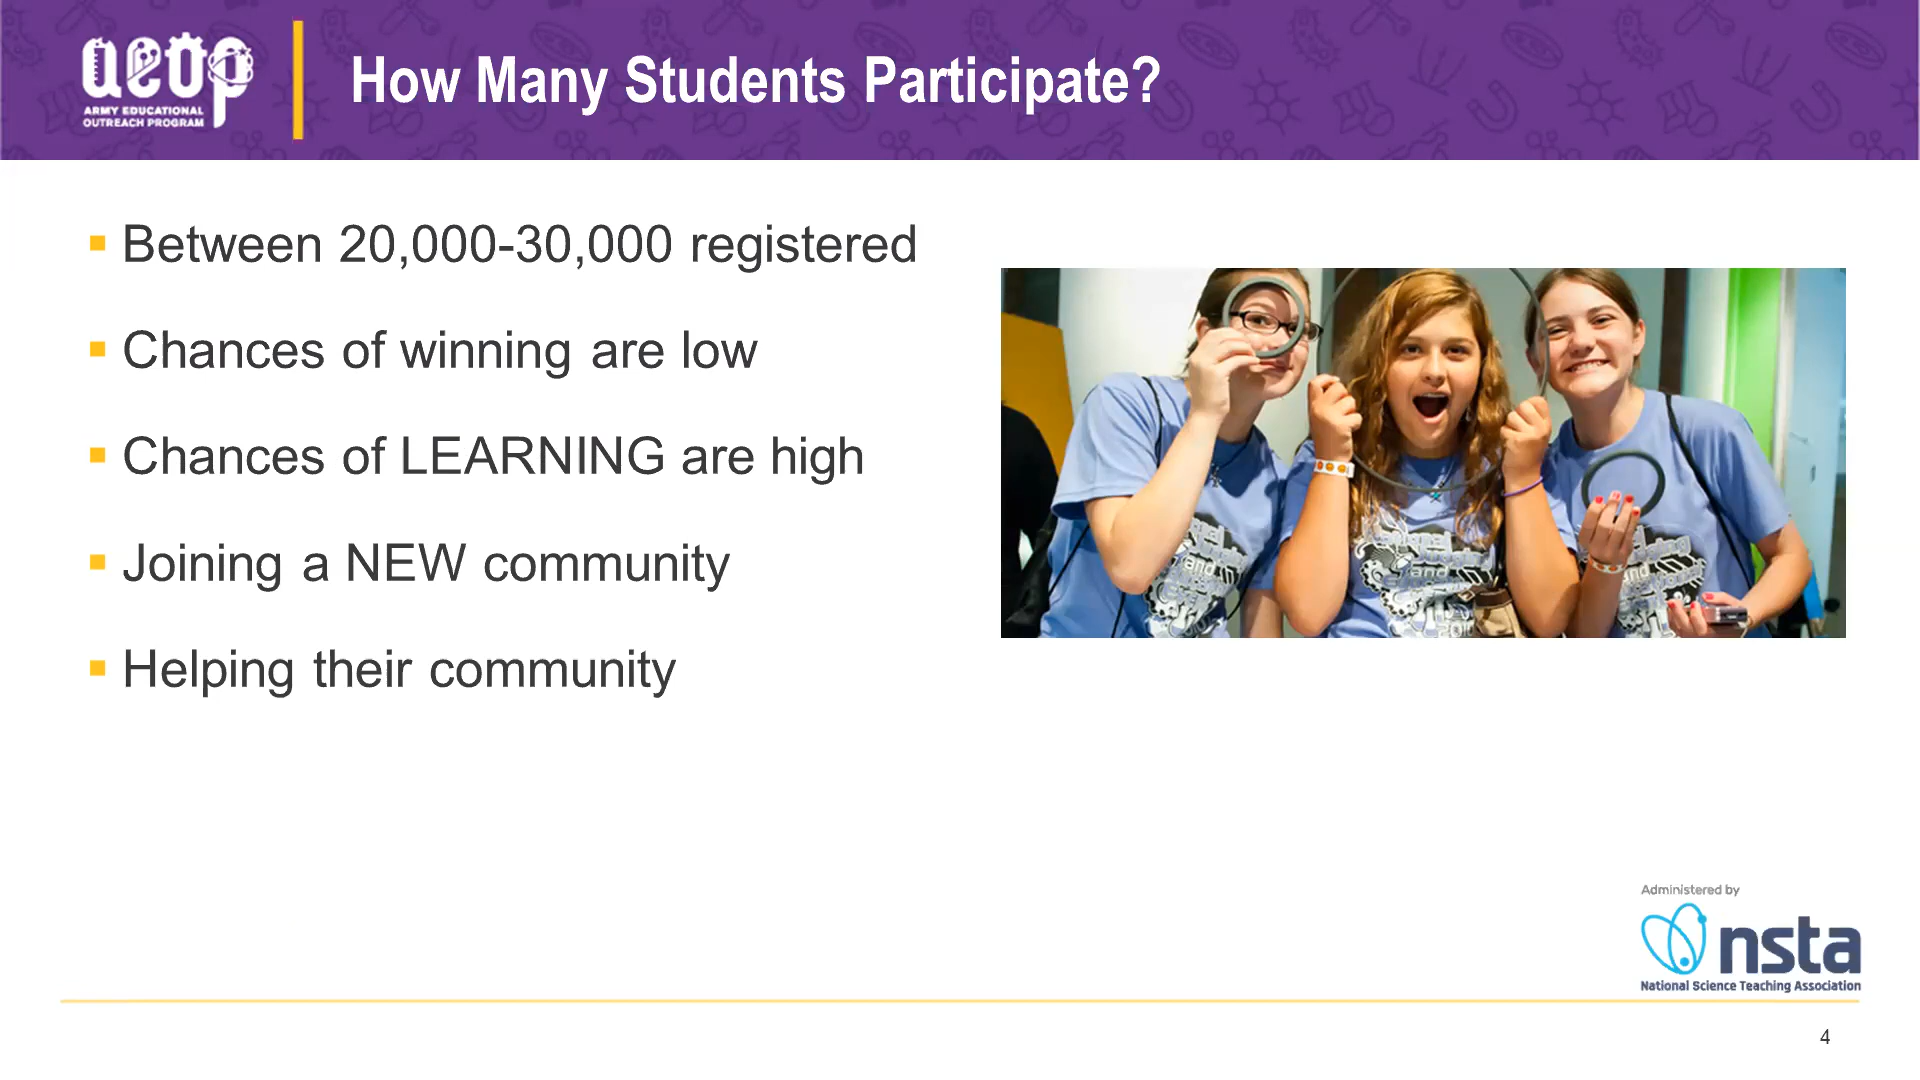 aeop
ARMY EDUCATIONAL
OUTREACH PROGRAM
How Many Students Participate?
Between 20,000-30,000 registered
Chances of winning are low
Chances of LEARNING are high
Joining a NEW community
Helping their community
Administered by
nsta
National Science Teaching Association
4